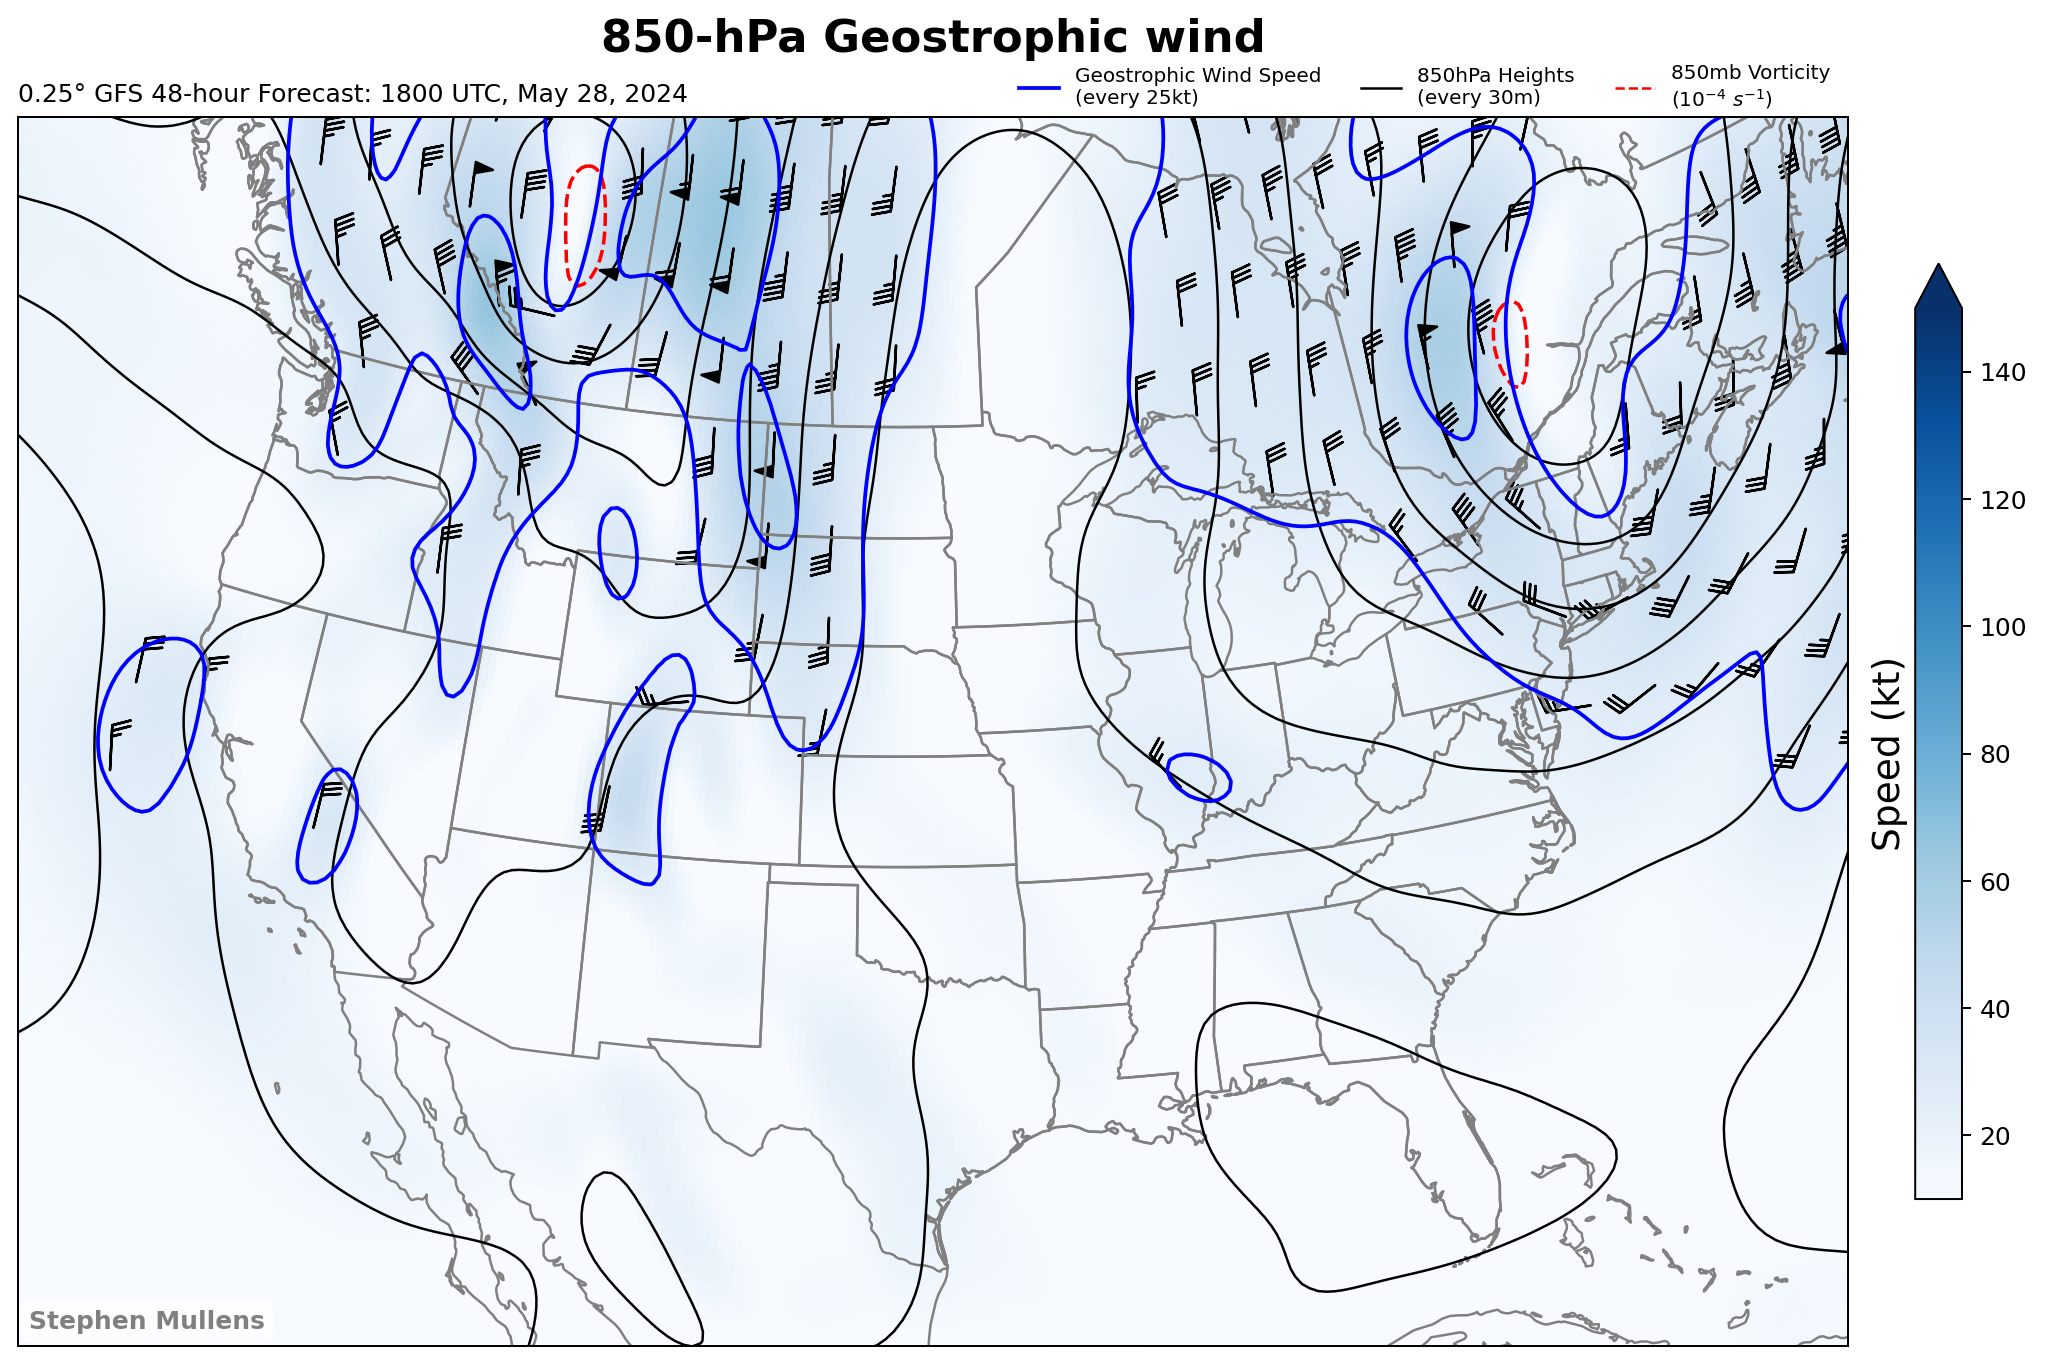 850-hPa Geostrophic wind
0.25° GFS 48-hour Forecast: 1800 UTC, May 28, 2024
Geostrophic Wind Speed
(every 25kt)
850hPa Heights
(every 30m)
850mb Vorticity
(10⁻⁴ s⁻¹)
140
120
100
80
60
40
20
Speed (kt)
Stephen Mullens